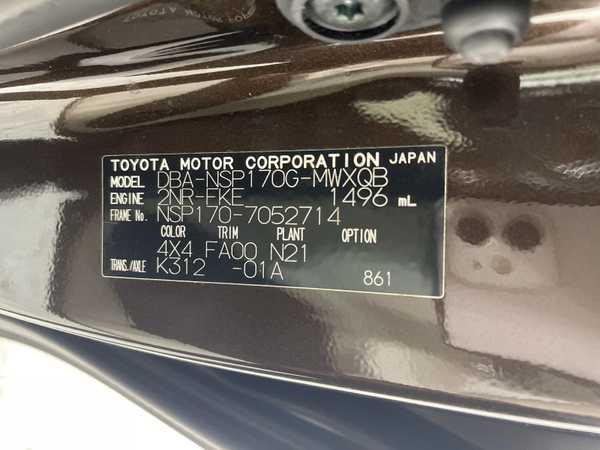 TOYOTA MOTOR CORPORATION JAPAN
MODEL DBA-NSP170G-MWXQB
ENGINE 2NR-FKE 1496 mL
FRAME No. NSP170-7052714
COLOR TRIM PLANT OPTION
4X4 FA00 N21
TRANS./AXLE K312 -01A
861